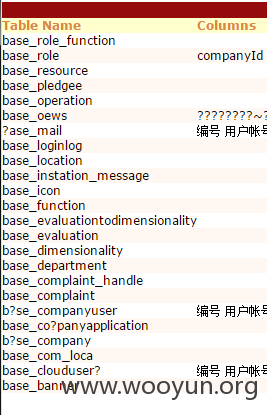 Table Name Columns
base_role_function
base_role companyId
base_resource
base_pledgee
base_operation
base_oews ????????~?
?ase_mail 编号 用户帐号
base_loginlog
base_location
base_instation_message
base_icon
base_function
base_evaluationtodimensionality
base_evaluation
base_dimensionality
base_department
base_complaint_handle
base_complaint
b?se_companyuser 编号 用户帐号
base_co?panyapplication
b?se_company
base_com_loca
base_clouduser? 编号 用户帐号
base_banner
www.wooyun.org